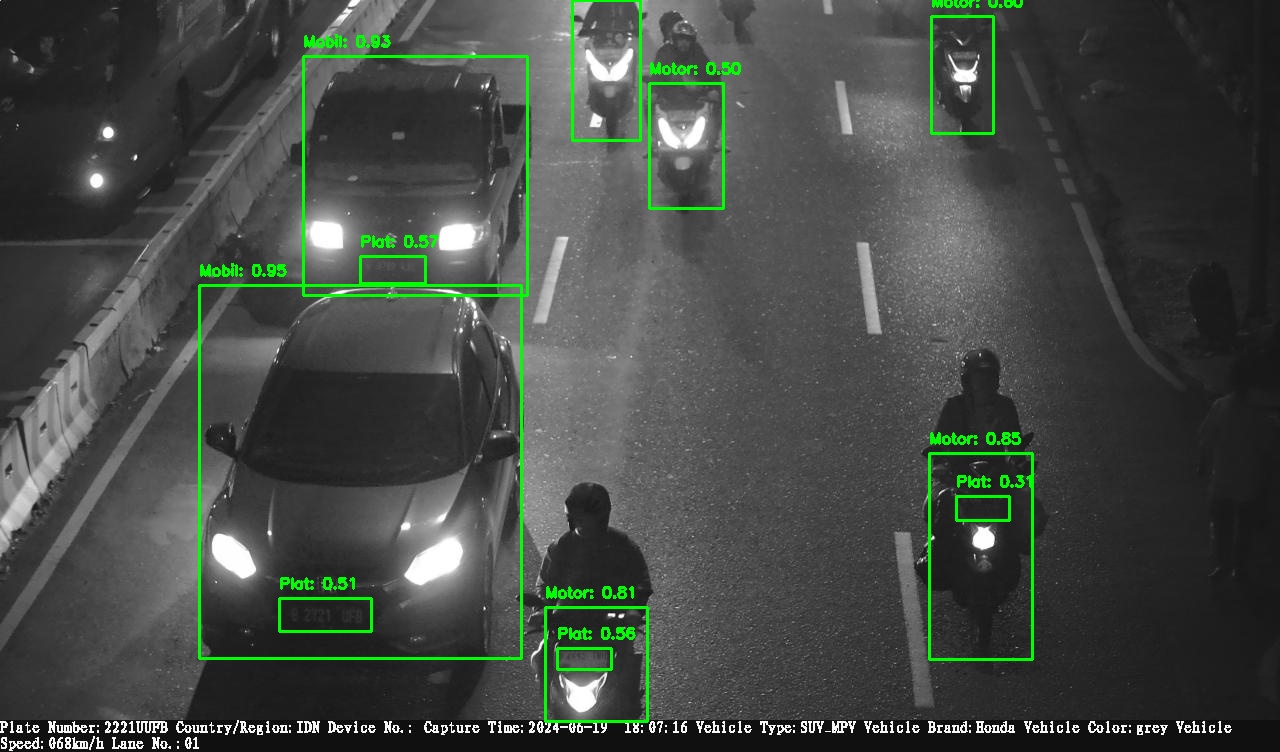 Motor: 0.60
Mobil: 0.93
Motor: 0.50
Plat: 0.57
Mobil: 0.95
Motor: 0.85
Plat: 0.31
Plat: 0.51
B 2721 UFB
Motor: 0.81
Plat: 0.56
Plate Number:2221UUFB Country/Region:IDN Device No.: Capture Time:2024-06-19 18:07:16 Vehicle Type:SUV_MPV Vehicle Brand:Honda Vehicle Color:grey Vehicle
Speed:068km/h Lane No.:01